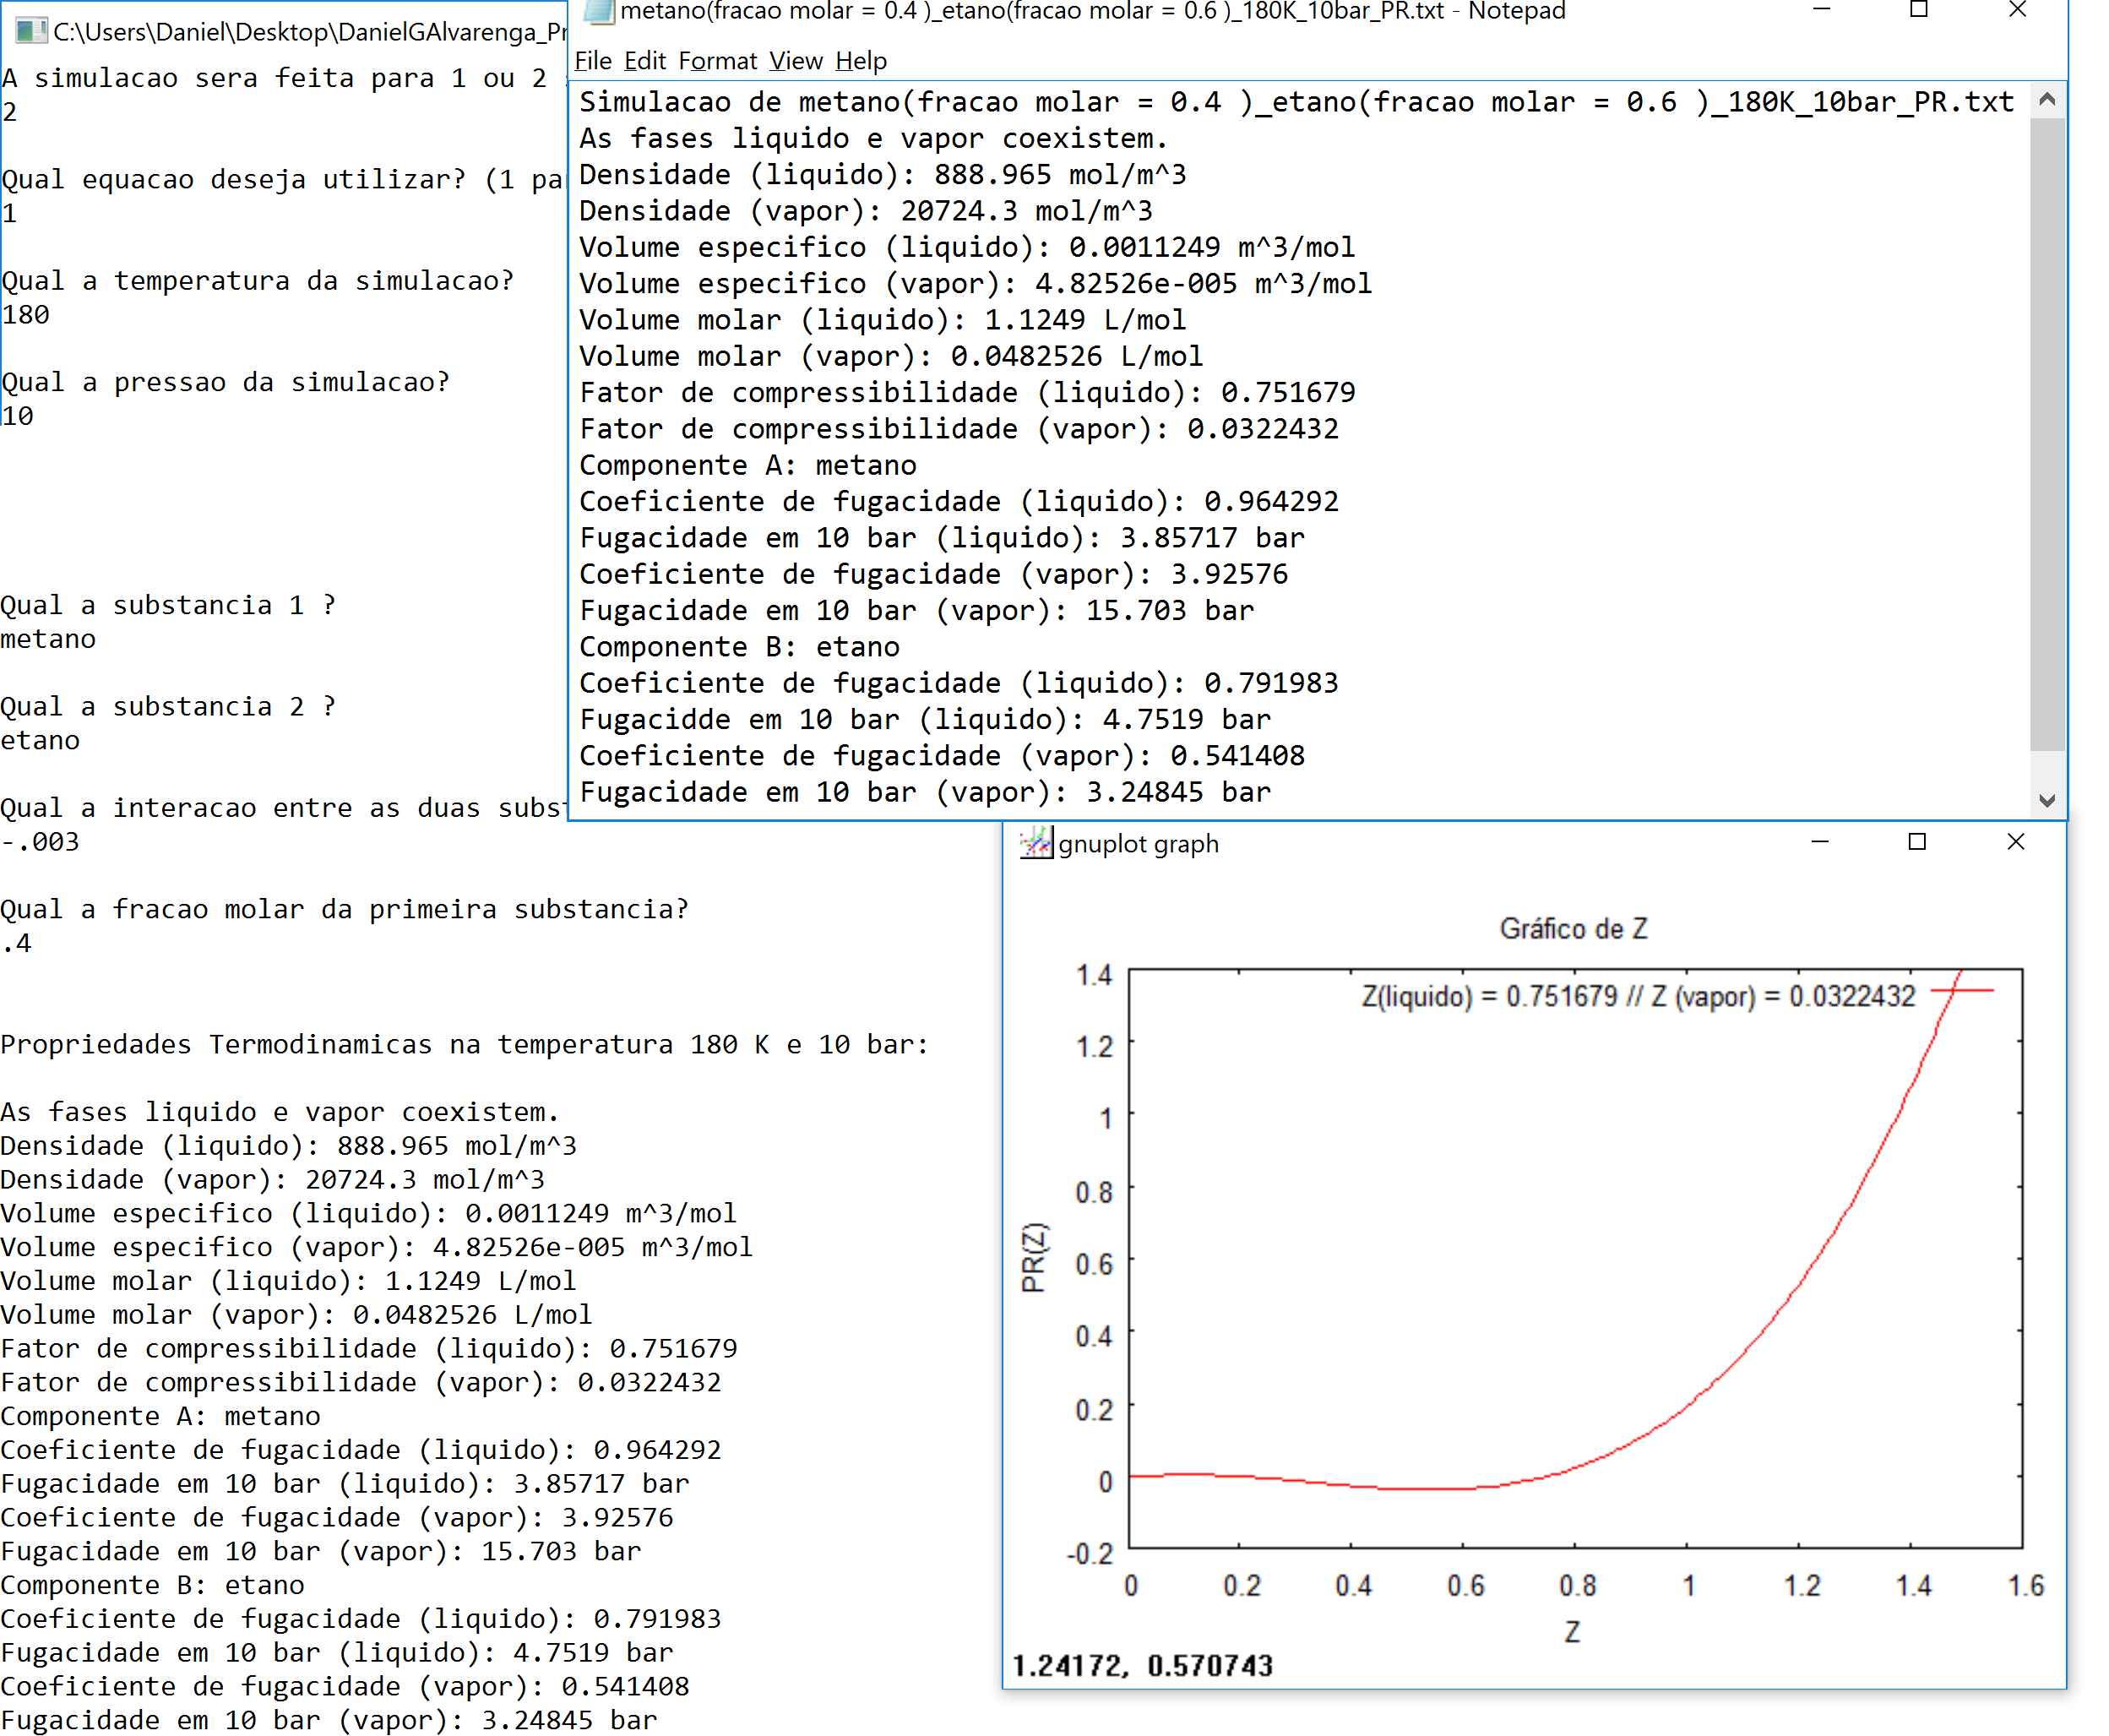 C:\Users\Daniel\Desktop\DanielGAlvarenga_Pr
A simulacao sera feita para 1 ou 2
2
Qual equacao deseja utilizar? (1 pa
1
Qual a temperatura da simulacao?
180
Qual a pressao da simulacao?
10
Qual a substancia 1 ?
metano
Qual a substancia 2 ?
etano
Qual a interacao entre as duas subst
-.003
Qual a fracao molar da primeira substancia?
.4
Propriedades Termodinamicas na temperatura 180 K e 10 bar:
As fases liquido e vapor coexistem.
Densidade (liquido): 888.965 mol/m^3
Densidade (vapor): 20724.3 mol/m^3
Volume especifico (liquido): 0.0011249 m^3/mol
Volume especifico (vapor): 4.82526e-005 m^3/mol
Volume molar (liquido): 1.1249 L/mol
Volume molar (vapor): 0.0482526 L/mol
Fator de compressibilidade (liquido): 0.751679
Fator de compressibilidade (vapor): 0.0322432
Componente A: metano
Coeficiente de fugacidade (liquido): 0.964292
Fugacidade em 10 bar (liquido): 3.85717 bar
Coeficiente de fugacidade (vapor): 3.92576
Fugacidade em 10 bar (vapor): 15.703 bar
Componente B: etano
Coeficiente de fugacidade (liquido): 0.791983
Fugacidade em 10 bar (liquido): 4.7519 bar
Coeficiente de fugacidade (vapor): 0.541408
Fugacidade em 10 bar (vapor): 3.24845 bar
metano(fracao molar = 0.4 )_etano(fracao molar = 0.6 )_180K_10bar_PR.txt - Notepad
File Edit Format View Help
Simulacao de metano(fracao molar = 0.4 )_etano(fracao molar = 0.6 )_180K_10bar_PR.txt
As fases liquido e vapor coexistem.
Densidade (liquido): 888.965 mol/m^3
Densidade (vapor): 20724.3 mol/m^3
Volume especifico (liquido): 0.0011249 m^3/mol
Volume especifico (vapor): 4.82526e-005 m^3/mol
Volume molar (liquido): 1.1249 L/mol
Volume molar (vapor): 0.0482526 L/mol
Fator de compressibilidade (liquido): 0.751679
Fator de compressibilidade (vapor): 0.0322432
Componente A: metano
Coeficiente de fugacidade (liquido): 0.964292
Fugacidade em 10 bar (liquido): 3.85717 bar
Coeficiente de fugacidade (vapor): 3.92576
Fugacidade em 10 bar (vapor): 15.703 bar
Componente B: etano
Coeficiente de fugacidade (liquido): 0.791983
Fugacidde em 10 bar (liquido): 4.7519 bar
Coeficiente de fugacidade (vapor): 0.541408
Fugacidade em 10 bar (vapor): 3.24845 bar
gnuplot graph
Gráfico de Z
Z(liquido) = 0.751679 // Z (vapor) = 0.0322432
1.4
1.2
1
0.8
0.6
0.4
0.2
0
-0.2
PR(Z)
0 0.2 0.4 0.6 0.8 1 1.2 1.4 1.6
Z
1.24172, 0.570743